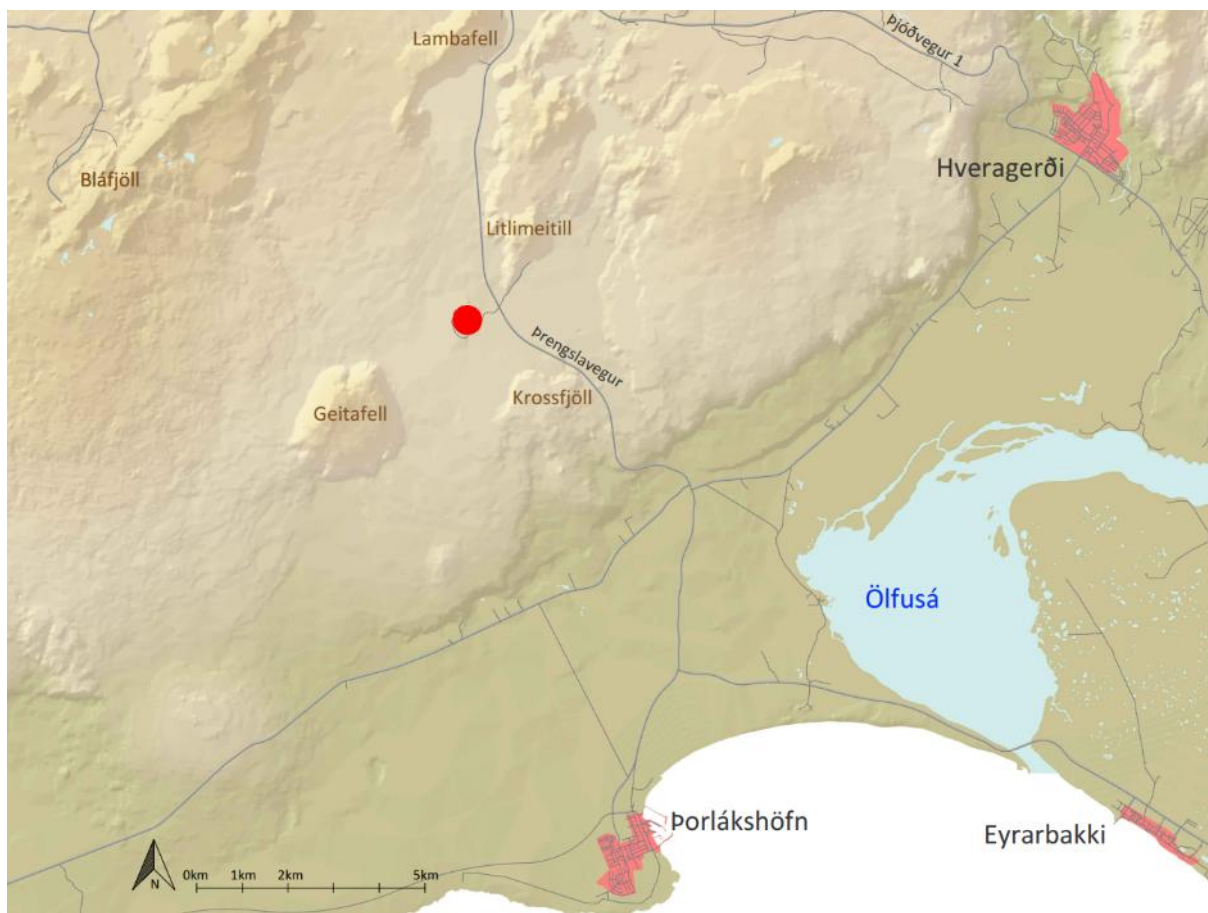 Lambafell
Þjóðvegur 1
Hveragerði
Bláfjöll
Litlimeitill
Þrengslavegur
Krossfjöll
Geitafell
Ölfusá
Þorlákshöfn
Eyrarbakki
N
0km 1km 2km 5km